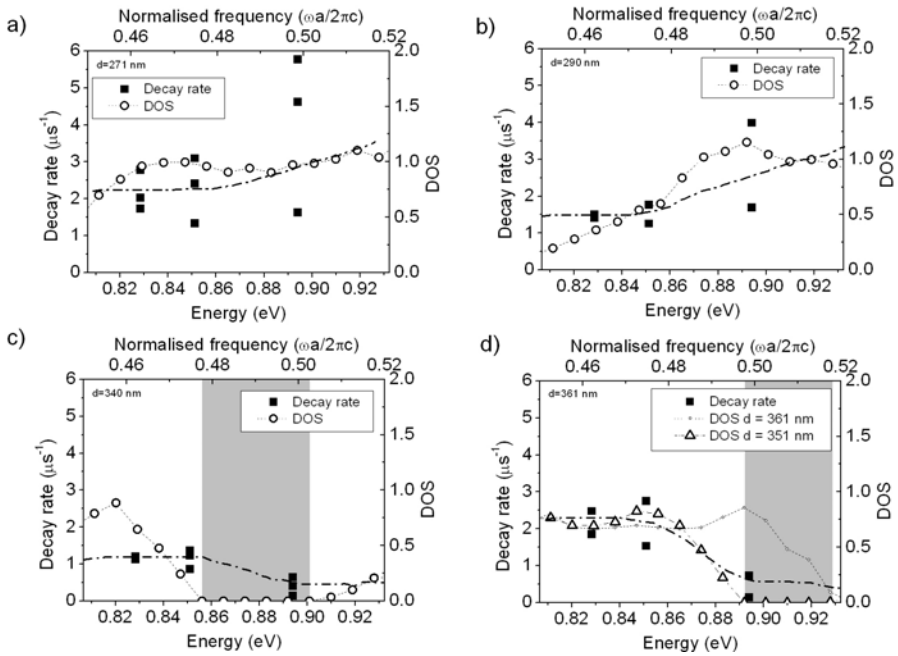 a)
Normalised frequency (ωa/2πc)
0.46 0.48 0.50 0.52
d=271 nm
Decay rate
DOS
Decay rate (μs⁻¹)
6
5
4
3
2
1
0
2.0
1.5
1.0
0.5
0.0
DOS
0.82 0.84 0.86 0.88 0.90 0.92
Energy (eV)
b)
Normalised frequency (ωa/2πc)
0.46 0.48 0.50 0.52
d=290 nm
Decay rate
DOS
Decay rate (μs⁻¹)
6
5
4
3
2
1
0
2.0
1.5
1.0
0.5
0.0
DOS
0.82 0.84 0.86 0.88 0.90 0.92
Energy (eV)
c)
Normalised frequency (ωa/2πc)
0.46 0.48 0.50 0.52
d=340 nm
Decay rate
DOS
Decay rate (μs⁻¹)
6
5
4
3
2
1
0
2.0
1.5
1.0
0.5
0.0
DOS
0.82 0.84 0.86 0.88 0.90 0.92
Energy (eV)
d)
Normalised frequency (ωa/2πc)
0.46 0.48 0.50 0.52
d=361 nm
Decay rate
DOS d = 361 nm
DOS d = 351 nm
Decay rate (μs⁻¹)
6
5
4
3
2
1
0
2.0
1.5
1.0
0.5
0.0
DOS
0.82 0.84 0.86 0.88 0.90 0.92
Energy (eV)